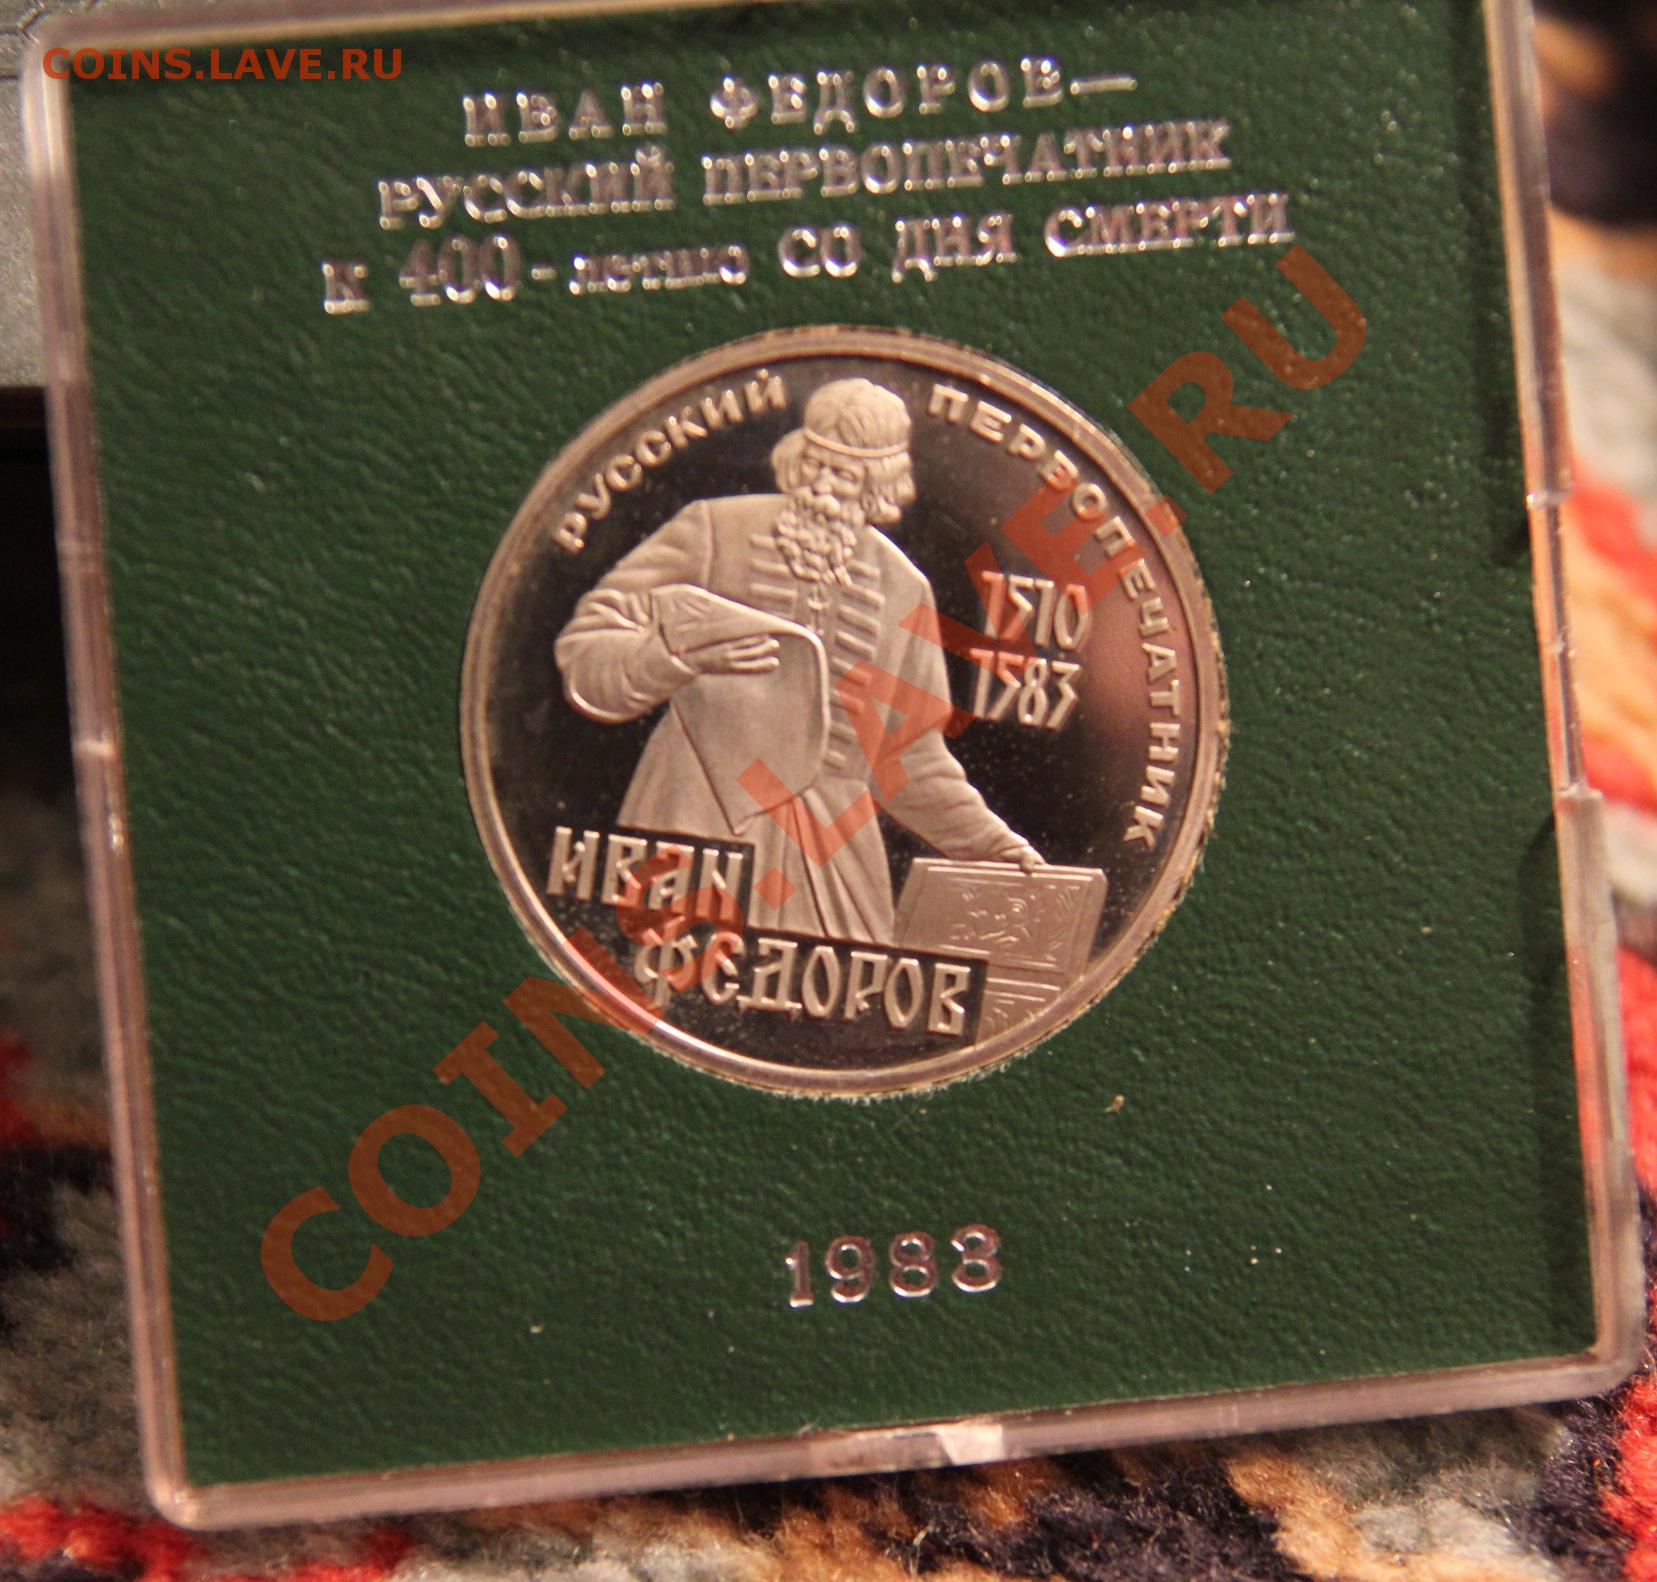 COINS.LAVE.RU
ИВАН ФЕДОРОВ—
РУССКИЙ ПЕРВОПЕЧАТНИК
К 400-летию СО ДНЯ СМЕРТИ
РУССКИЙ ПЕРВОПЕЧАТНИК
1510
1583
ИВАН
ФЕДОРОВ
1983
COINS.LAVE.RU